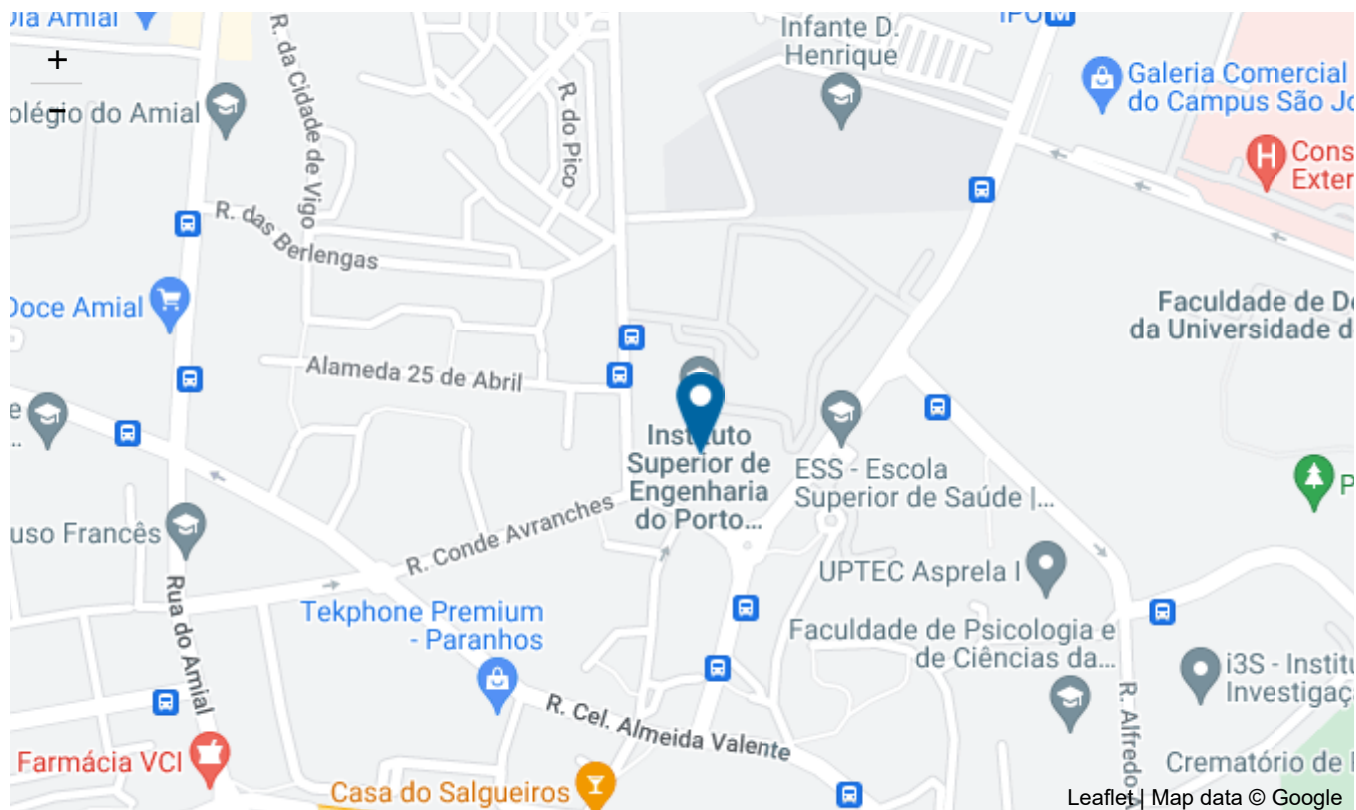 Dia Amial
+
-
R. da Cidade de Vigo
R. do Pico
Infante D.
Henrique
IPO M
Galeria Comercial
do Campus São Jo
olégio do Amial
H Cons
Exter
R. das Berlengas
Doce Amial
Faculdade de De
da Universidade d
Alameda 25 de Abril
e
...
Instituto
Superior de
Engenharia
do Porto...
ESS - Escola
Superior de Saúde |...
P
uso Francês
R. Conde Avranches
UPTEC Asprela I
Rua do Amial
Tekphone Premium
- Paranhos
Faculdade de Psicologia e
de Ciências da...
i3S - Institu
Investigaç
R. Alfredo A
R. Cel. Almeida Valente
Farmácia VCI
Casa do Salgueiros
Crematório de
Leaflet | Map data © Google